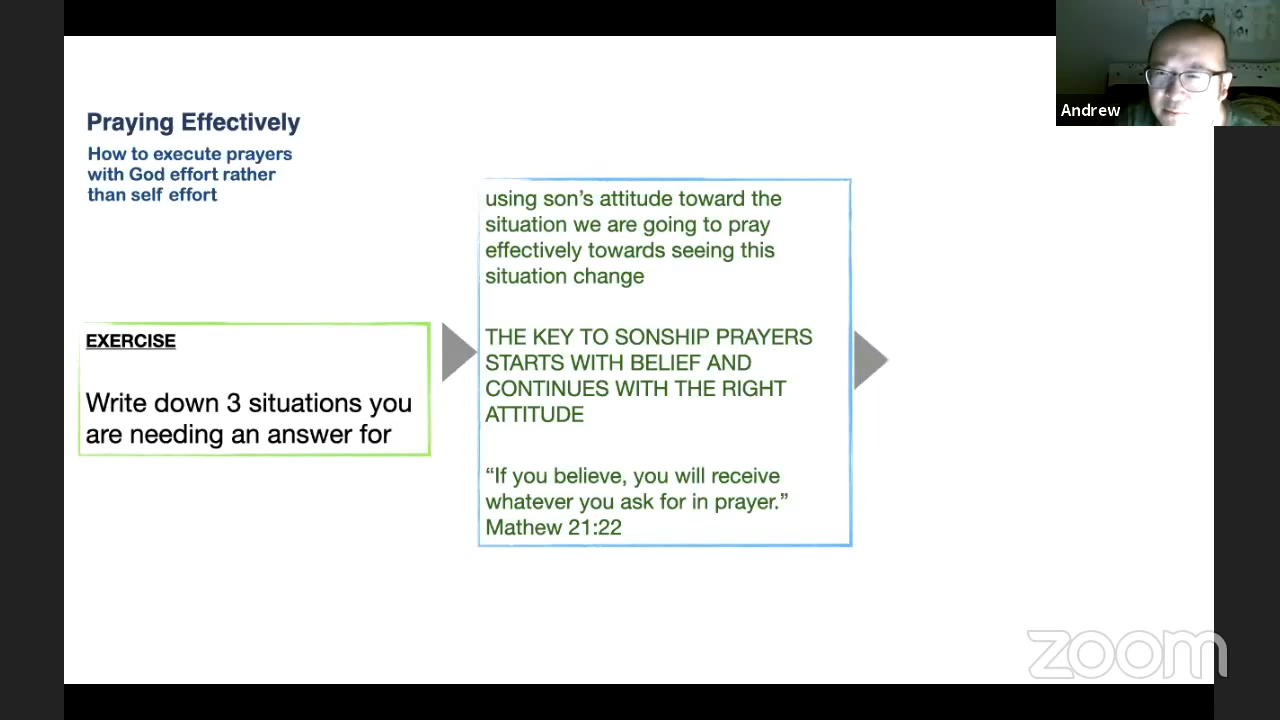 Praying Effectively
How to execute prayers
with God effort rather
than self effort
EXERCISE
Write down 3 situations you
are needing an answer for
using son’s attitude toward the
situation we are going to pray
effectively towards seeing this
situation change
THE KEY TO SONSHIP PRAYERS
STARTS WITH BELIEF AND
CONTINUES WITH THE RIGHT
ATTITUDE
“If you believe, you will receive
whatever you ask for in prayer.”
Mathew 21:22
Andrew
zoom